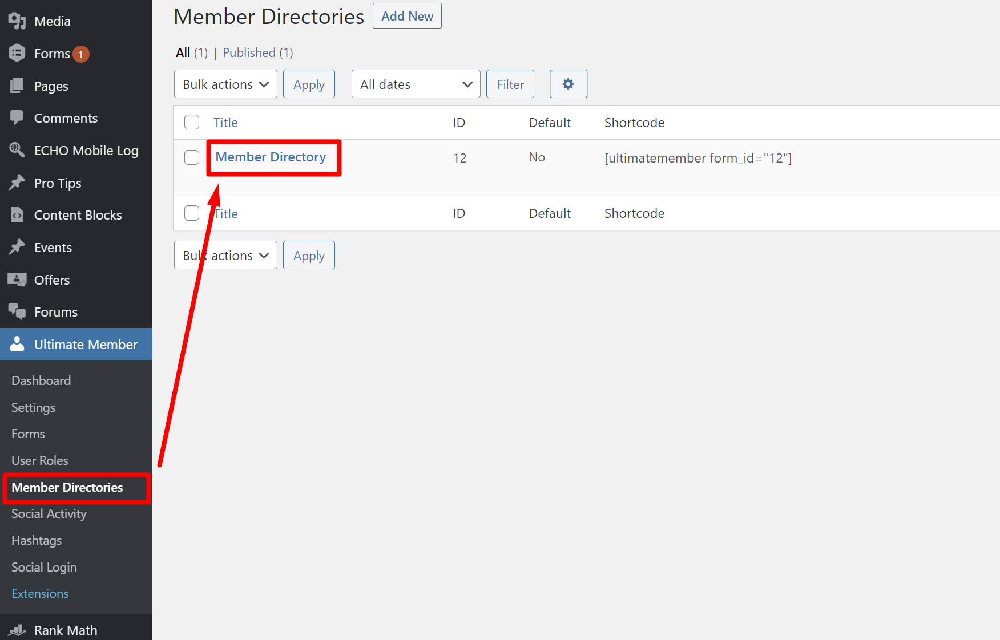 Media
Forms 1
Pages
Comments
ECHO Mobile Log
Pro Tips
Content Blocks
Events
Offers
Forums
Ultimate Member
Dashboard
Settings
Forms
User Roles
Member Directories
Social Activity
Hashtags
Social Login
Extensions
Rank Math
Member Directories Add New
All (1) | Published (1)
Bulk actions Apply All dates Filter
Title ID Default Shortcode
Member Directory 12 No [ultimatemember form_id="12"]
Title ID Default Shortcode
Bulk actions Apply